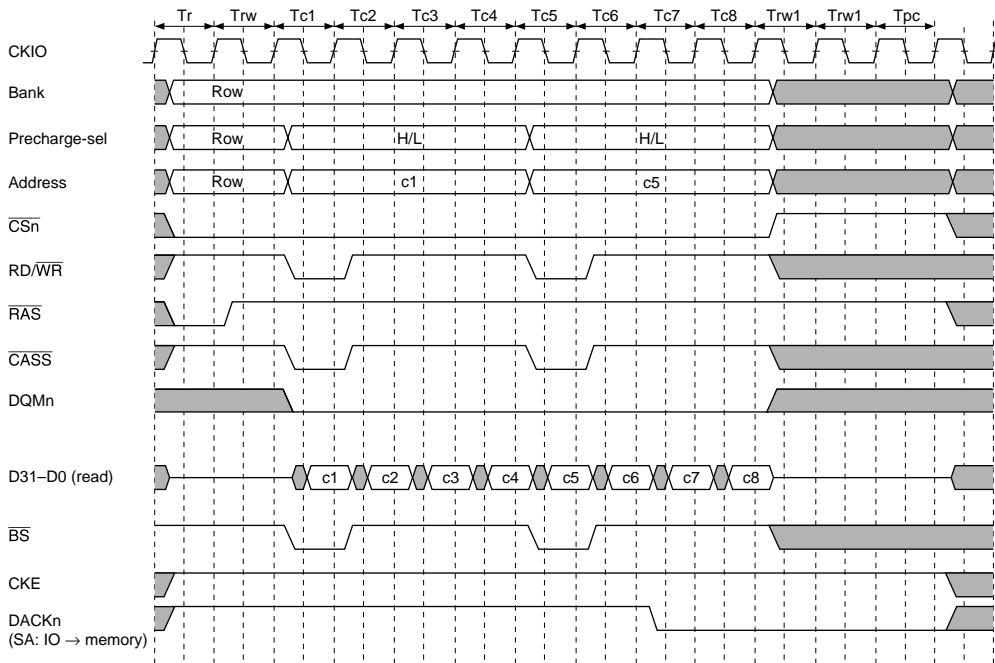 Tr Trw Tc1 Tc2 Tc3 Tc4 Tc5 Tc6 Tc7 Tc8 Trw1 Trw1 Tpc
CKIO
Bank Row
Precharge-sel Row H/L H/L
Address Row c1 c5
CSn
RD/WR
RAS
CASS
DQMn
D31–D0 (read) c1 c2 c3 c4 c5 c6 c7 c8
BS
CKE
DACKn
(SA: IO → memory)